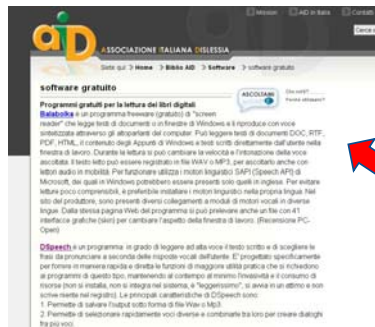 Mission AID in Italia Contatti
Cerca
aiD
ASSOCIAZIONE ITALIANA DISLESSIA
Siete qui: > Home > Biblio AID > Software > software gratuito
software gratuito
ASCOLTAMI
Che cos'è?
Programmi gratuiti per la lettura dei libri digitali
Balabolka è un programma freeware (gratuito) di "screen
reader" che legge testi di documenti o in finestre di Windows e li riproduce con voce
sintetizzata attraverso gli altoparlanti del computer. Può leggere testi di documenti DOC, RTF,
PDF, HTML, il contenuto degli Appunti di Windows e testi scritti direttamente dall'utente nella
finestra di lavoro. Durante la lettura si può cambiare la velocità e l'intonazione della voce
ascoltata. Il testo letto può essere registrato in file WAV o MP3, per ascoltarlo anche con
lettori audio in mobilità. Per funzionare utilizza i motori linguistici SAPI (Speech API) di
Microsoft, dei quali in Windows potrebbero essere presenti solo quelli in inglese. Per evitare
letture poco comprensibili, è preferibile installare i motori linguistici nella propria lingua. Nel
sito del produttore, sono presenti diversi collegamenti a moduli di motori vocali in diverse
lingue. Dalla stessa pagina Web del programma si può prelevare anche un file con 41
interfacce grafiche (skin) per cambiare l'aspetto della finestra di lavoro. (Recensione PC-
Open)
DSpeech è un programma in grado di leggere ad alta voce il testo scritto e di scegliere le
frasi da pronunciare a seconda delle risposte vocali dell'utente. E' progettato specificamente
per fornire in maniera rapida e diretta le funzioni di maggiore utilità pratica che si richiedono
ai programmi di questo tipo, mantenendo al contempo al minimo l'invasività e il consumo di
risorse (non si installa, non si integra nel sistema, è "leggerissimo", si avvia in un attimo e non
scrive niente nel registro). Le principali caratteristiche di DSpeech sono:
1. Permette di salvare l'output sotto forma di file Wav o Mp3.
2. Permette di selezionare rapidamente voci diverse e combinarle tra loro per creare dialoghi
fra più voci.